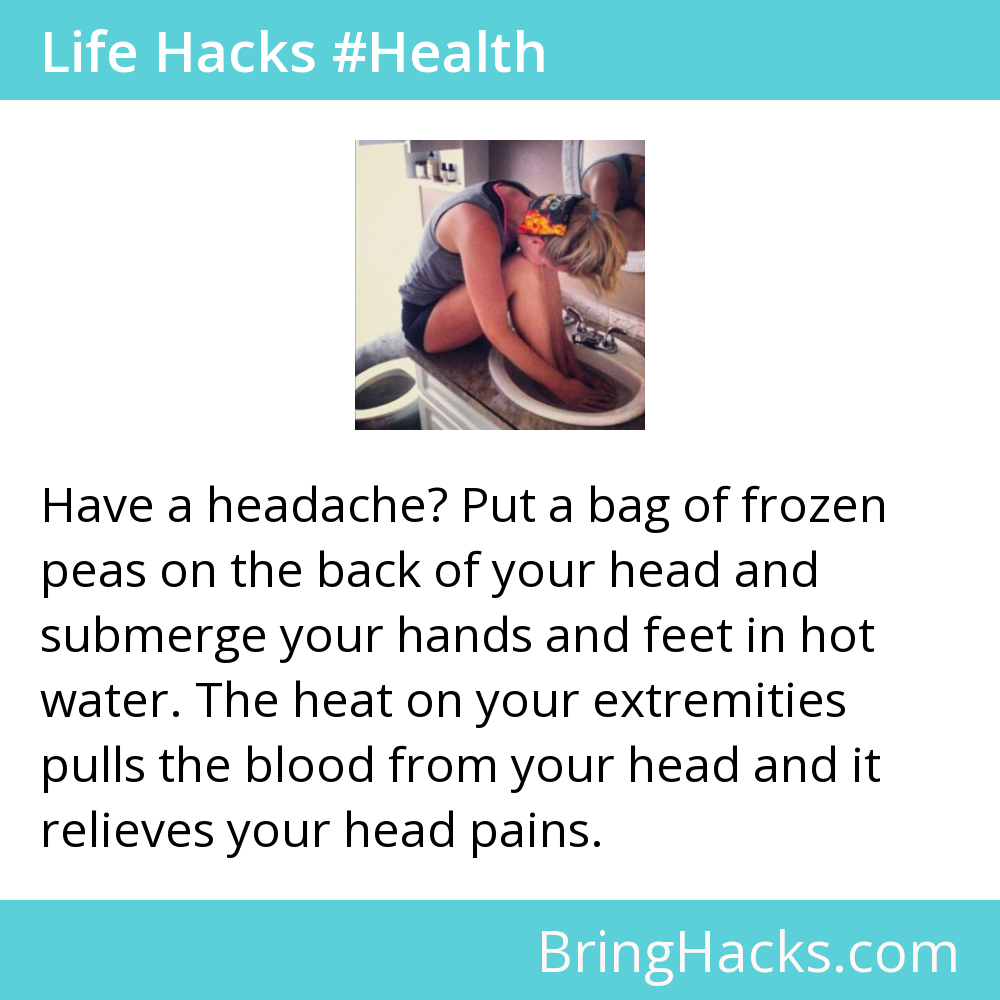 Life Hacks #Health
Have a headache? Put a bag of frozen
peas on the back of your head and
submerge your hands and feet in hot
water. The heat on your extremities
pulls the blood from your head and it
relieves your head pains.
BringHacks.com